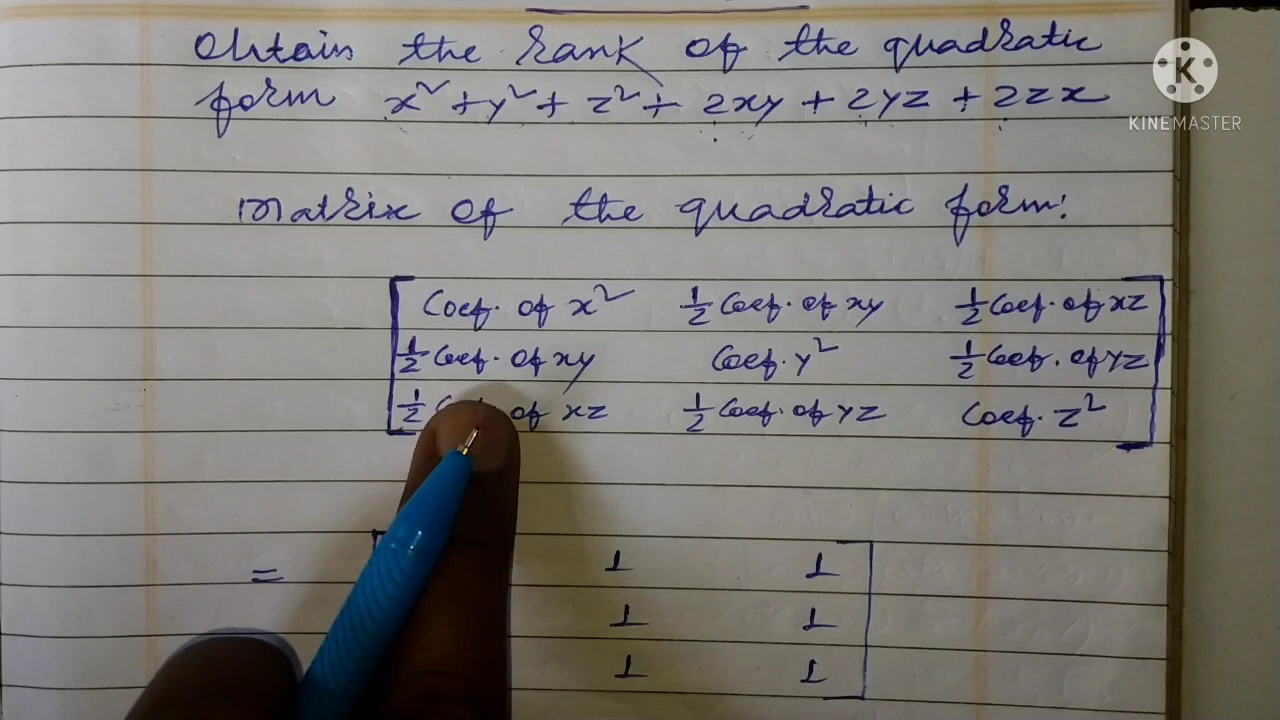 Obtain the rank of the quadratic
form x² + y² + z² + 2xy + 2yz + 2zx
KINEMASTER
Matrix of the quadratic form:
Coef. of x² ½ Coef. of xy ½ Coef. of xz
½ Coef. of xy Coef. y² ½ Coef. of yz
½ of xz ½ Coef. of yz Coef. z²
= 1 1
1 1
1 1